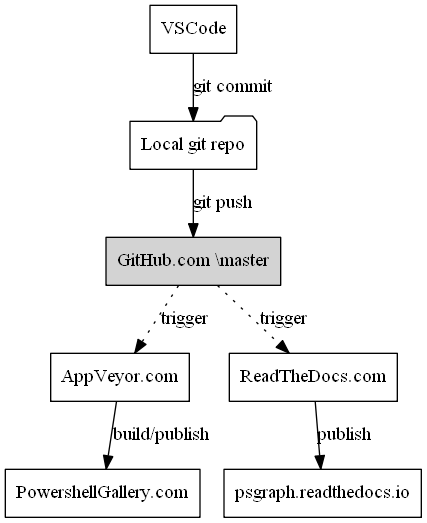 VSCode
git commit
Local git repo
git push
GitHub.com \master
trigger
trigger
AppVeyor.com
ReadTheDocs.com
build/publish
publish
PowershellGallery.com
psgraph.readthedocs.io